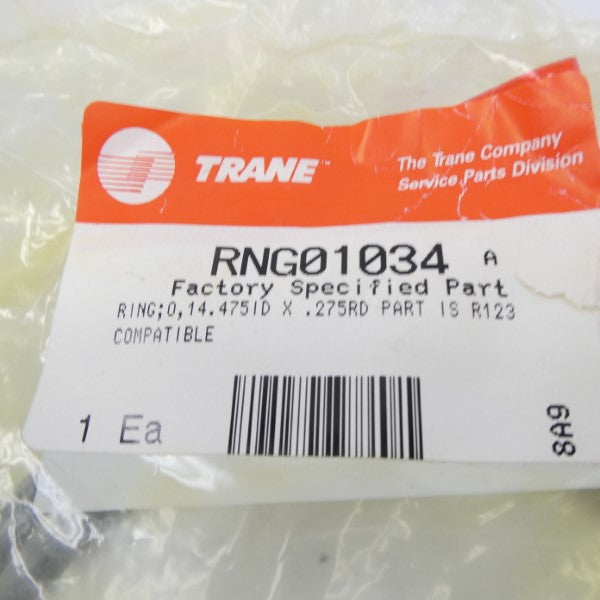 TRANE™
The Trane Company
Service Parts Division
RNG01034 A
Factory Specified Part
RING;O,14.475ID X .275RD PART IS R123
COMPATIBLE
1 Ea
8A9